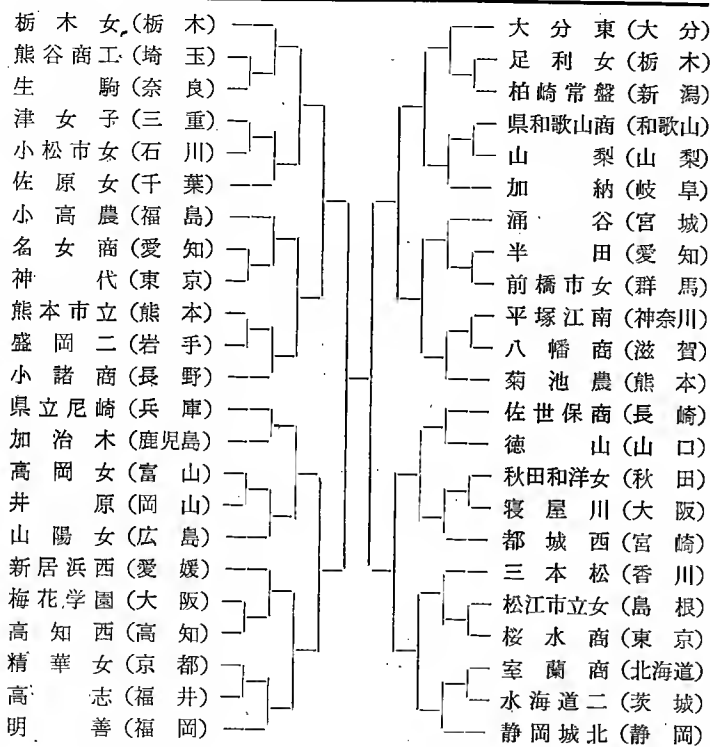 栃木女(栃木)
熊谷商工(埼玉)
生駒(奈良)
津女子(三重)
小松市女(石川)
佐原女(千葉)
小高農(福島)
名女商(愛知)
神代(東京)
熊本市立(熊本)
盛岡二(岩手)
小諸商(長野)
県立尼崎(兵庫)
加治木(鹿児島)
高岡女(富山)
井原(岡山)
山陽女(広島)
新居浜西(愛媛)
梅花学園(大阪)
高知西(高知)
精華女(京都)
高志(福井)
明善(福岡)
大分東(大分)
足利女(栃木)
柏崎常盤(新潟)
県和歌山商(和歌山)
山梨(山梨)
加納(岐阜)
涌谷(宮城)
半田(愛知)
前橋市女(群馬)
平塚江南(神奈川)
八幡商(滋賀)
菊池農(熊本)
佐世保商(長崎)
徳山(山口)
秋田和洋女(秋田)
寝屋川(大阪)
都城西(宮崎)
三本松(香川)
松江市立女(島根)
桜水商(東京)
室蘭商(北海道)
水海道二(茨城)
静岡城北(静岡)